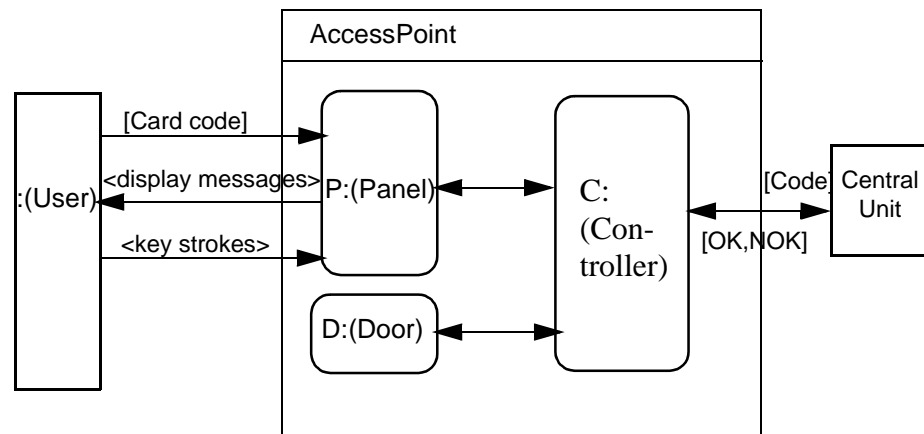 AccessPoint
[Card code]
<display messages>
:(User)
<key strokes>
P:(Panel)
D:(Door)
C:
(Con-
troller)
[Code]
[OK,NOK]
Central
Unit